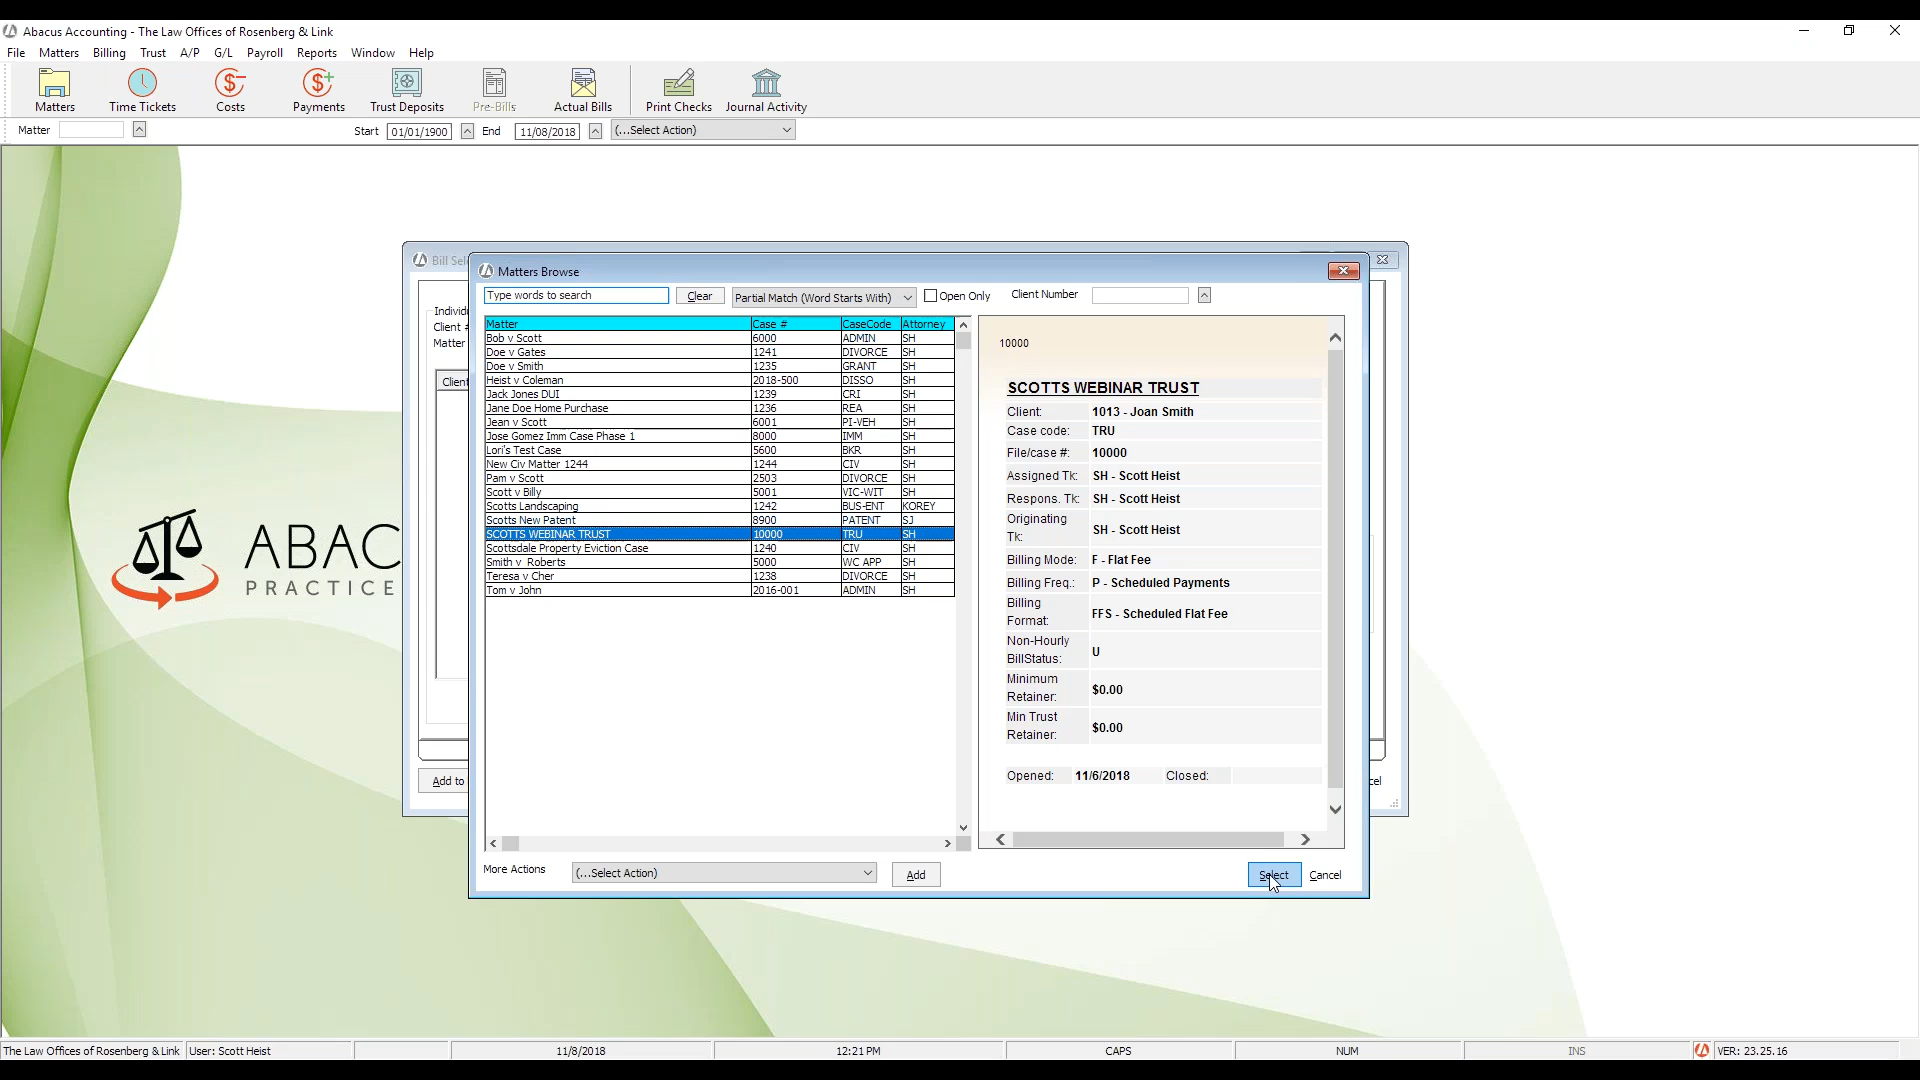 Abacus Accounting - The Law Offices of Rosenberg & Link
File Matters Billing Trust A/P G/L Payroll Reports Window Help
Matters Time Tickets Costs Payments Trust Deposits Pre-Bills Actual Bills Print Checks Journal Activity
Matter Start 01/01/1900 End 11/08/2018 (...Select Action)
Bill Sel
Individ
Client #
Matter
Client
Add to
cel
ABAC
PRACTICE
Matters Browse
Type words to search Clear Partial Match (Word Starts With) Open Only Client Number
Matter Case # CaseCode Attorney
Bob v Scott 6000 ADMIN SH
Doe v Gates 1241 DIVORCE SH
Doe v Smith 1235 GRANT SH
Heist v Coleman 2018-500 DISSO SH
Jack Jones DUI 1239 CRI SH
Jane Doe Home Purchase 1236 REA SH
Jean v Scott 6001 PI-VEH SH
Jose Gomez Imm Case Phase 1 8000 IMM SH
Lori's Test Case 5600 BKR SH
New Civ Matter 1244 1244 CIV SH
Pam v Scott 2503 DIVORCE SH
Scott v Billy 5001 VIC-WIT SH
Scotts Landscaping 1242 BUS-ENT KOREY
Scotts New Patent 8900 PATENT SJ
SCOTTS WEBINAR TRUST 10000 TRU SH
Scottsdale Property Eviction Case 1240 CIV SH
Smith v Roberts 5000 WC APP SH
Teresa v Cher 1238 DIVORCE SH
Tom v John 2016-001 ADMIN SH
10000
SCOTTS WEBINAR TRUST
Client: 1013 - Joan Smith
Case code: TRU
File/case #: 10000
Assigned Tk: SH - Scott Heist
Respons. Tk: SH - Scott Heist
Originating
Tk: SH - Scott Heist
Billing Mode: F - Flat Fee
Billing Freq.: P - Scheduled Payments
Billing
Format: FFS - Scheduled Flat Fee
Non-Hourly
BillStatus: U
Minimum
Retainer: $0.00
Min Trust
Retainer: $0.00
Opened: 11/6/2018 Closed:
More Actions (...Select Action) Add Select Cancel
The Law Offices of Rosenberg & Link User: Scott Heist 11/8/2018 12:21 PM CAPS NUM INS VER: 23.25.16